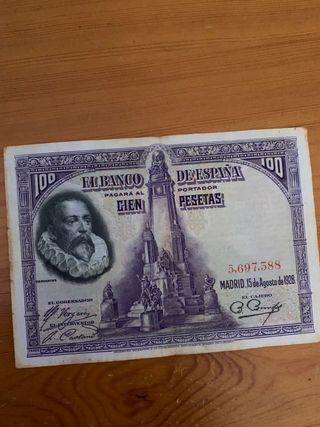 100 100
EL BANCO DE ESPAÑA
PAGARÁ AL PORTADOR
CIEN PESETAS
5,697,588
CERVANTES
MADRID, 15 de Agosto de 1928
EL GOBERNADOR
EL INTERVENTOR
EL CAJERO